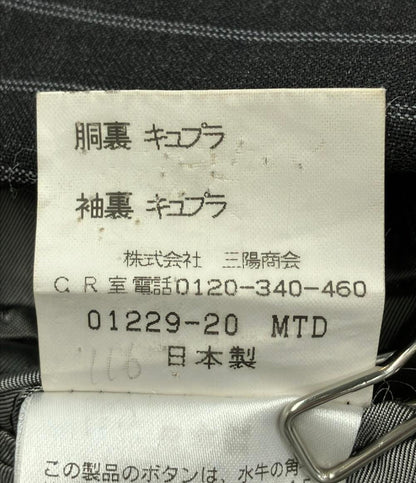 胴裏 キュプラ
袖裏 キュプラ
株式会社 三陽商会
CR室電話0120-340-460
01229-20 MTD
日本製
116
この製品のボタンは、水牛の角